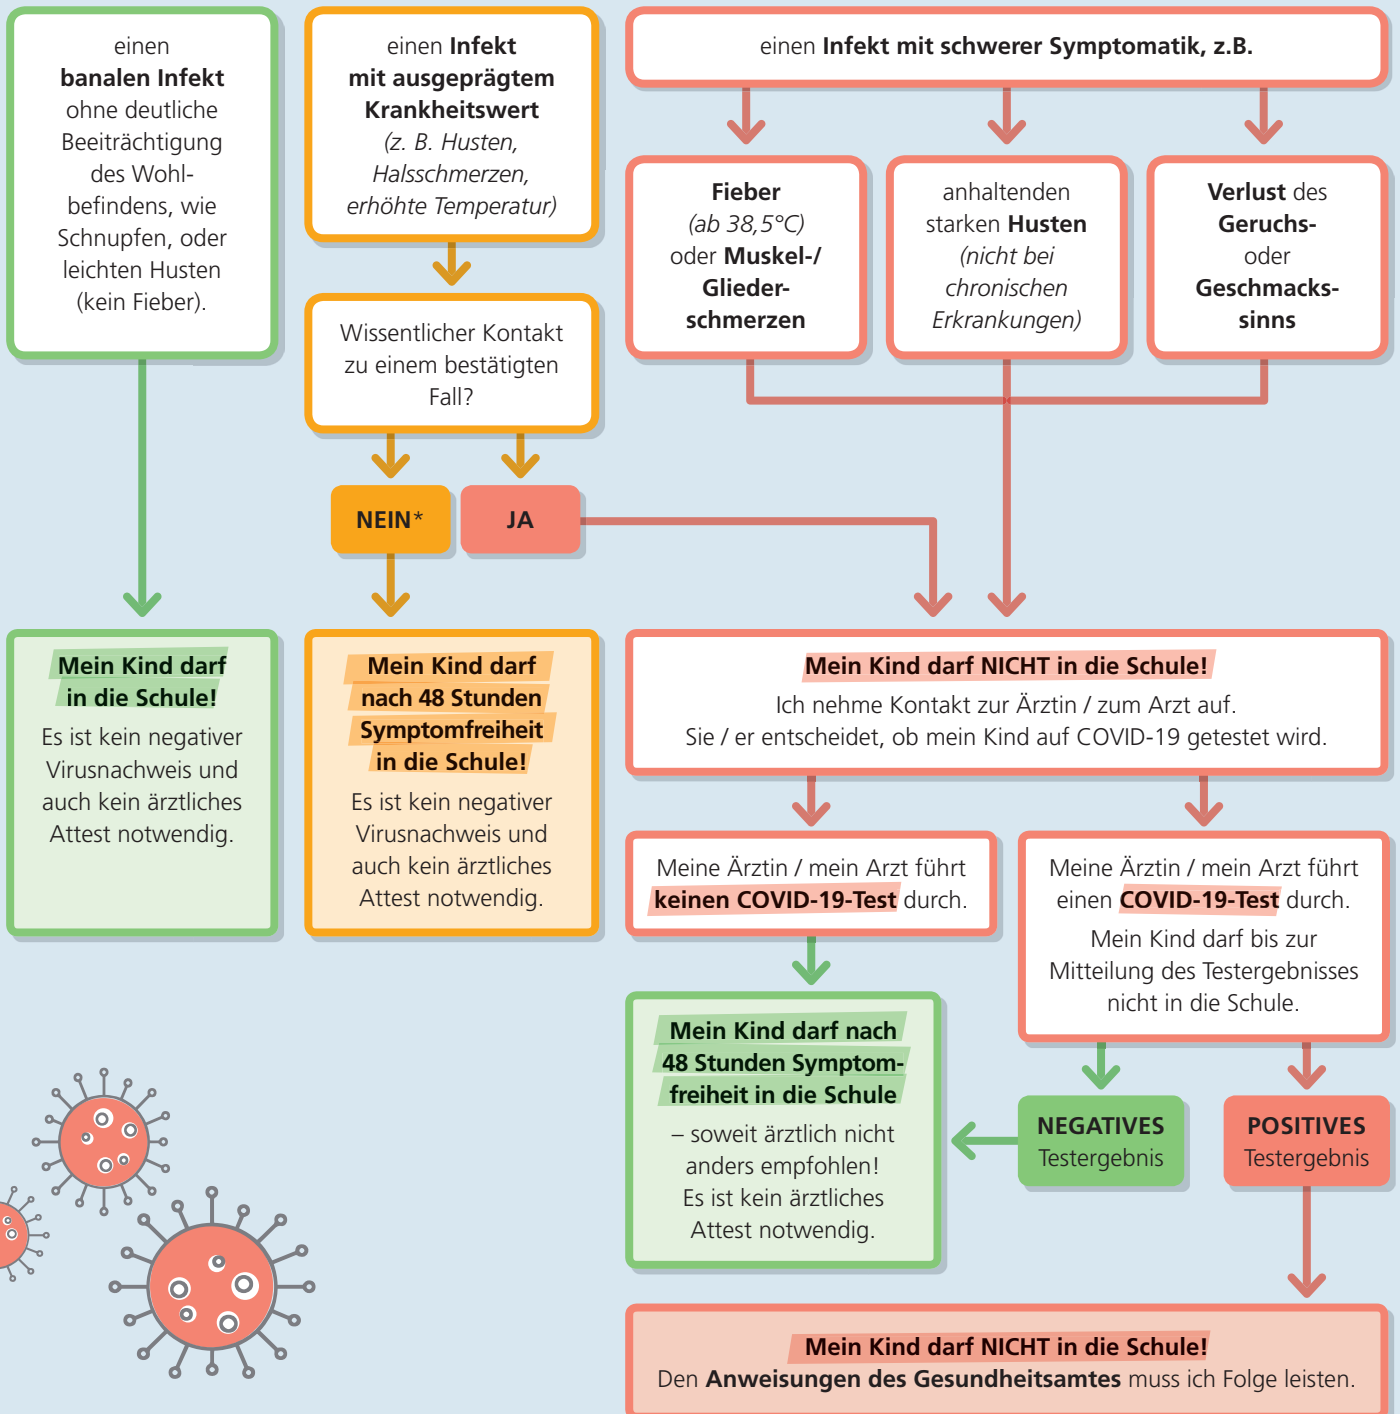 einen
banalen Infekt
ohne deutliche
Beeiträchtigung
des Wohl-
befindens, wie
Schnupfen, oder
leichten Husten
(kein Fieber).
einen Infekt
mit ausgeprägtem
Krankheitswert
(z. B. Husten,
Halsschmerzen,
erhöhte Temperatur)
Wissentlicher Kontakt
zu einem bestätigten
Fall?
NEIN*
JA
einen Infekt mit schwerer Symptomatik, z.B.
Fieber
(ab 38,5°C)
oder Muskel-/
Glieder-
schmerzen
anhaltenden
starken Husten
(nicht bei
chronischen
Erkrankungen)
Verlust des
Geruchs-
oder
Geschmacks-
sinns
Mein Kind darf
in die Schule!
Es ist kein negativer
Virusnachweis und
auch kein ärztliches
Attest notwendig.
Mein Kind darf
nach 48 Stunden
Symptomfreiheit
in die Schule!
Es ist kein negativer
Virusnachweis und
auch kein ärztliches
Attest notwendig.
Mein Kind darf NICHT in die Schule!
Ich nehme Kontakt zur Ärztin / zum Arzt auf.
Sie / er entscheidet, ob mein Kind auf COVID-19 getestet wird.
Meine Ärztin / mein Arzt führt
keinen COVID-19-Test durch.
Meine Ärztin / mein Arzt führt
einen COVID-19-Test durch.
Mein Kind darf bis zur
Mitteilung des Testergebnisses
nicht in die Schule.
Mein Kind darf nach
48 Stunden Symptom-
freiheit in die Schule
– soweit ärztlich nicht
anders empfohlen!
Es ist kein ärztliches
Attest notwendig.
NEGATIVES
Testergebnis
POSITIVES
Testergebnis
Mein Kind darf NICHT in die Schule!
Den Anweisungen des Gesundheitsamtes muss ich Folge leisten.